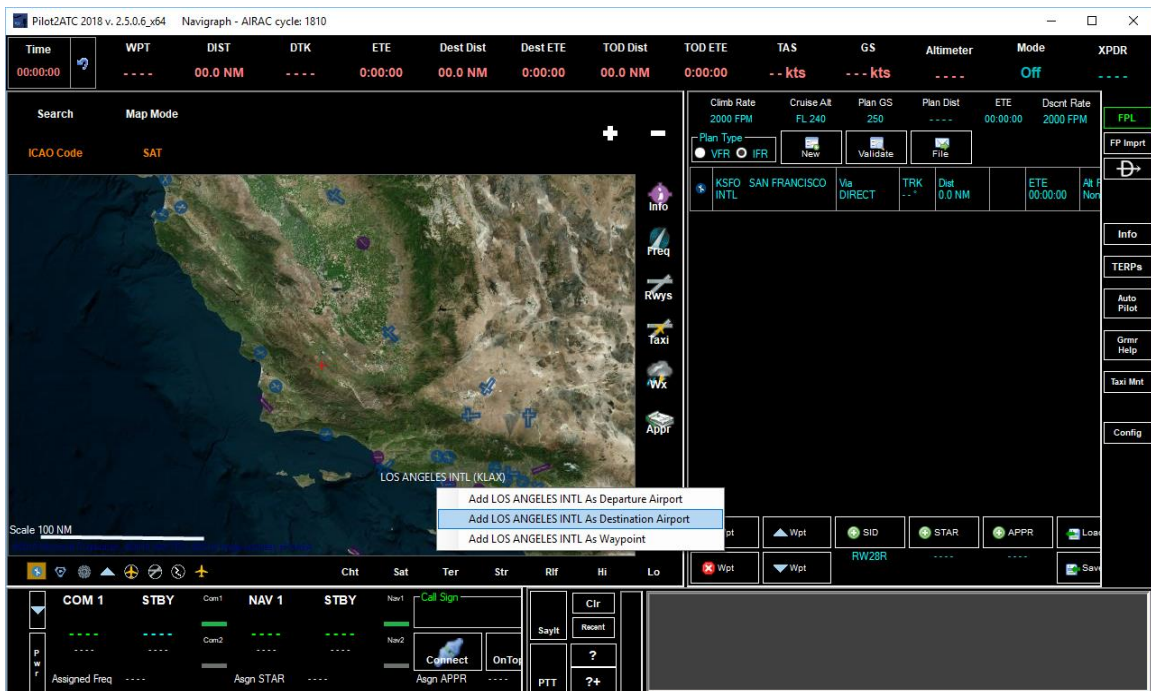 Pilot2ATC 2018 v. 2.5.0.6_x64 Navigraph - AIRAC cycle: 1810
Time WPT DIST DTK ETE Dest Dist Dest ETE TOD Dist TOD ETE TAS GS Altimeter Mode XPDR
00:00:00 ---- 00.0 NM ---- 0:00:00 00.0 NM 0:00:00 00.0 NM 0:00:00 -- kts --- kts ---- Off ----
Search Map Mode
ICAO Code SAT
+ -
Info
Freq
Rwys
Taxi
Wx
Appr
LOS ANGELES INTL (KLAX)
Add LOS ANGELES INTL As Departure Airport
Add LOS ANGELES INTL As Destination Airport
Add LOS ANGELES INTL As Waypoint
Scale 100 NM
Cht Sat Ter Str Rlf Hi Lo
Climb Rate Cruise Alt Plan GS Plan Dist ETE Dscnt Rate
2000 FPM FL 240 250 ---- 00:00:00 2000 FPM
Plan Type
VFR IFR New Validate File
KSFO SAN FRANCISCO Via TRK Dist ETE Alt
INTL DIRECT --° 0.0 NM 00:00:00 Non
Wpt SID STAR APPR Load
RW28R ---- ----
Wpt Wpt Save
FPL
FP Imprt
D
Info
TERPs
Auto
Pilot
Grmr
Help
Taxi Mnt
Config
COM 1 STBY Com1 NAV 1 STBY Nav1 Call Sign
---- ---- Com2 ---- ---- Nav2
---- ---- ---- ----
Pwr
Connect OnTop
Assigned Freq ---- Asgn STAR ---- Asgn APPR ----
SayIt Clr
Recent
?
PTT ?+